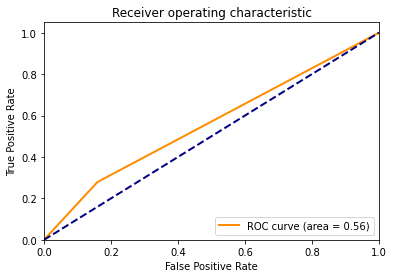 Receiver operating characteristic
True Positive Rate
1.0
0.8
0.6
0.4
0.2
0.0
ROC curve (area = 0.56)
0.0 0.2 0.4 0.6 0.8 1.0
False Positive Rate